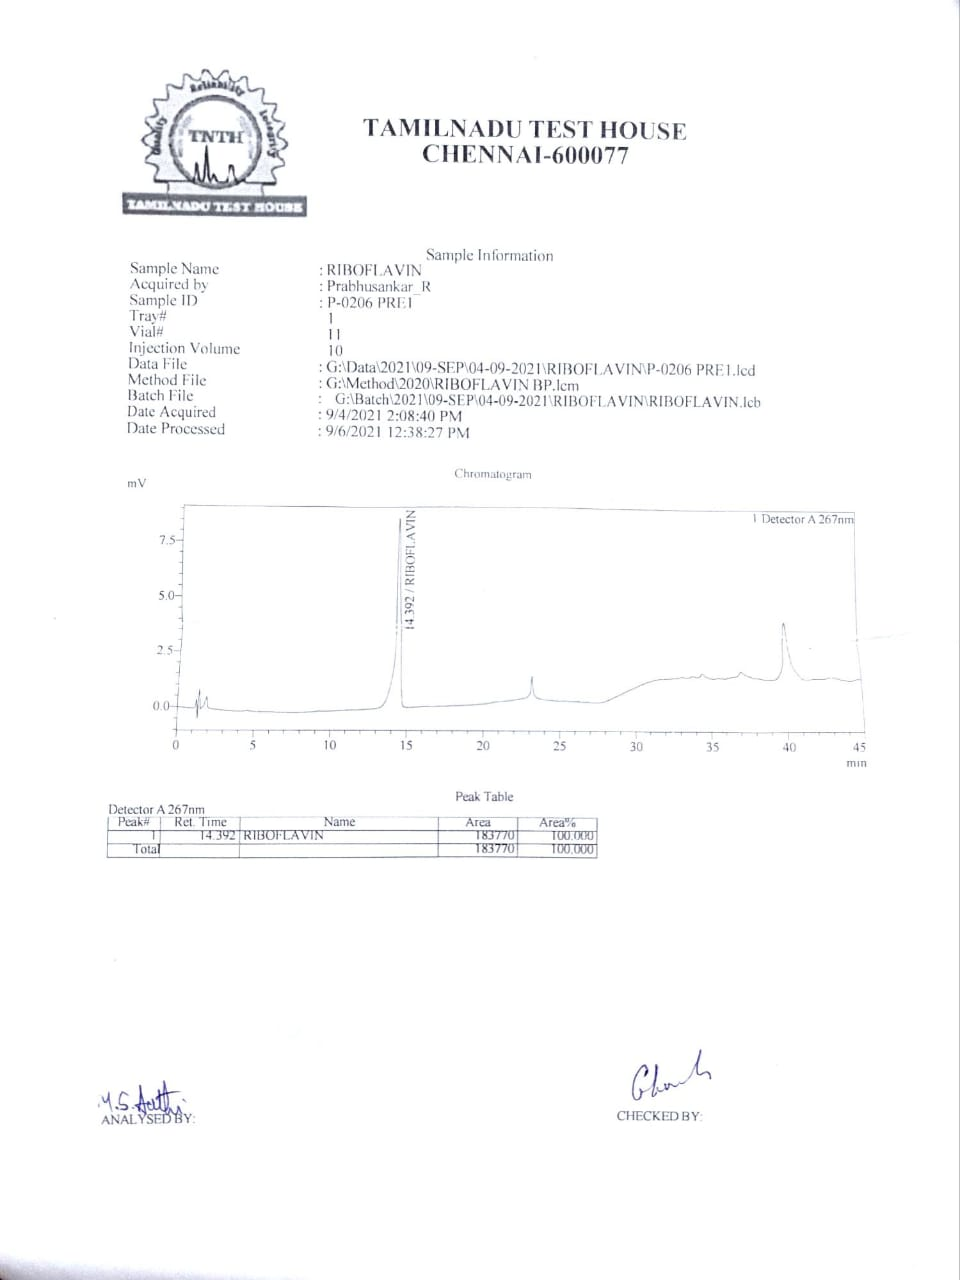 Reliability
Quality
Integrity
TNTH
TAMILNADU TEST HOUSE
TAMILNADU TEST HOUSE
CHENNAI-600077
Sample Information
Sample Name : RIBOFLAVIN
Acquired by : Prabhusankar_R
Sample ID : P-0206 PRE1
Tray# 1
Vial# 11
Injection Volume 10
Data File : G:\Data\2021\09-SEP\04-09-2021\RIBOFLAVIN\P-0206 PRE1.lcd
Method File : G:\Method\2020\RIBOFLAVIN BP.lcm
Batch File : G:\Batch\2021\09-SEP\04-09-2021\RIBOFLAVIN\RIBOFLAVIN.lcb
Date Acquired : 9/4/2021 2:08:40 PM
Date Processed : 9/6/2021 12:38:27 PM
Chromatogram
mV
1 Detector A 267nm
14.392 / RIBOFLAVIN
7.5
5.0
2.5
0.0
0 5 10 15 20 25 30 35 40 45
min
Peak Table
Detector A 267nm
Peak# Ret. Time Name Area Area%
1 14.392 RIBOFLAVIN 183770 100.000
Total 183770 100.000
M.S.
ANALYSED BY:
CHECKED BY: